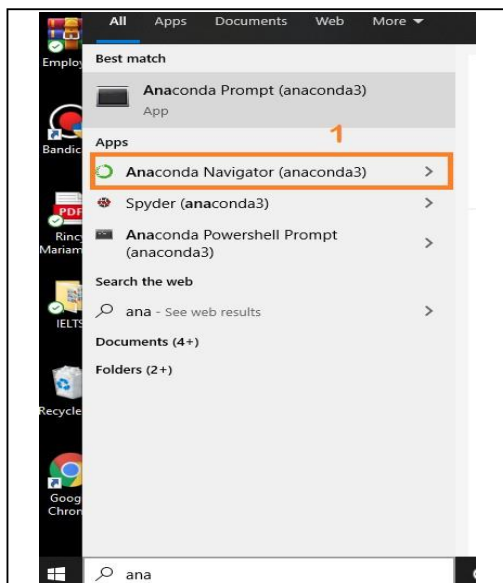 All Apps Documents Web More
Employ
Best match
Anaconda Prompt (anaconda3)
App
Bandic
Apps
1
Anaconda Navigator (anaconda3)
PDF
Spyder (anaconda3)
Rincy
Mariam
Anaconda Powershell Prompt
(anaconda3)
Search the web
IELTS
ana - See web results
Documents (4+)
Folders (2+)
Recycle
Goog
Chron
ana